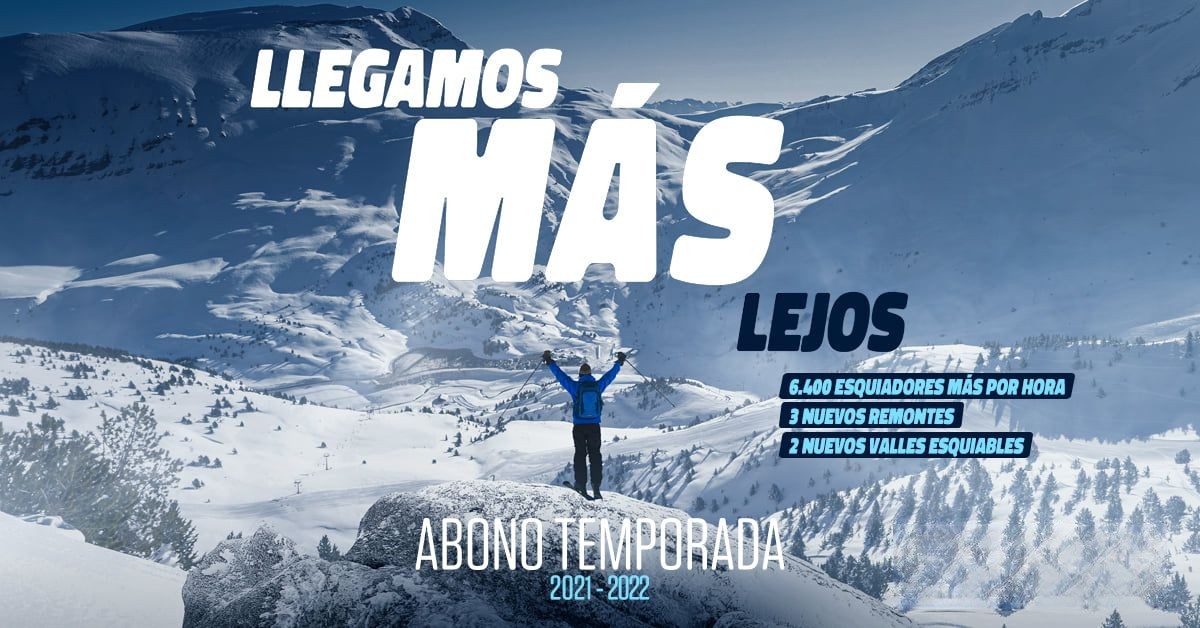 LLEGAMOS
MÁS
LEJOS
6.400 ESQUIADORES MÁS POR HORA
3 NUEVOS REMONTES
2 NUEVOS VALLES ESQUIABLES
ABONO TEMPORADA
2021 - 2022